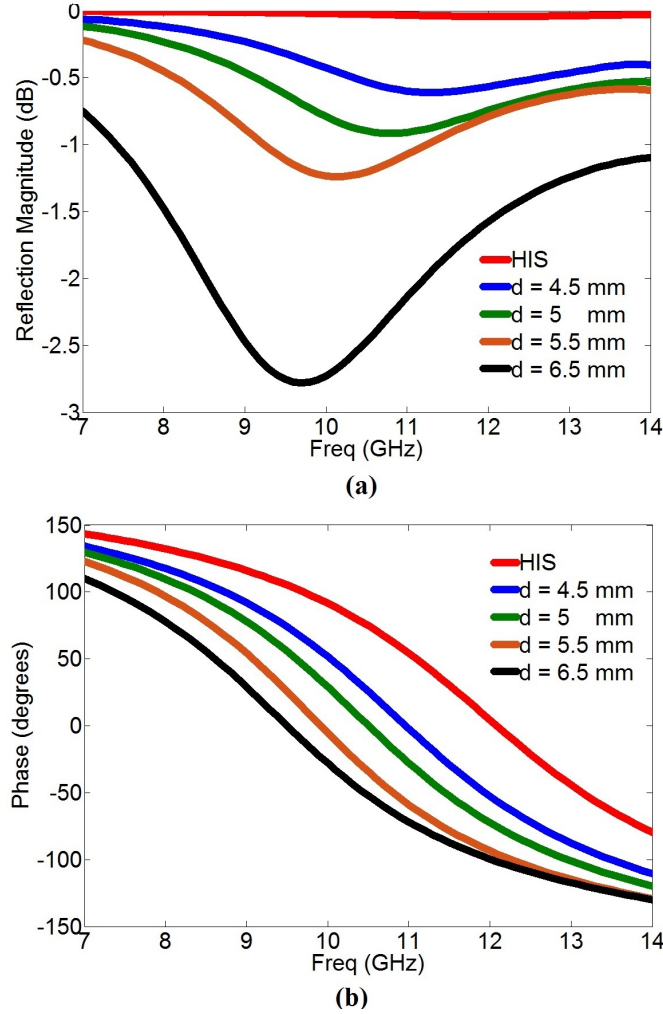 0
-0.5
-1
-1.5
-2
-2.5
-3
Reflection Magnitude (dB)
HIS
d = 4.5 mm
d = 5 mm
d = 5.5 mm
d = 6.5 mm
7 8 9 10 11 12 13 14
Freq (GHz)
(a)
150
100
50
0
-50
-100
-150
Phase (degrees)
HIS
d = 4.5 mm
d = 5 mm
d = 5.5 mm
d = 6.5 mm
7 8 9 10 11 12 13 14
Freq (GHz)
(b)